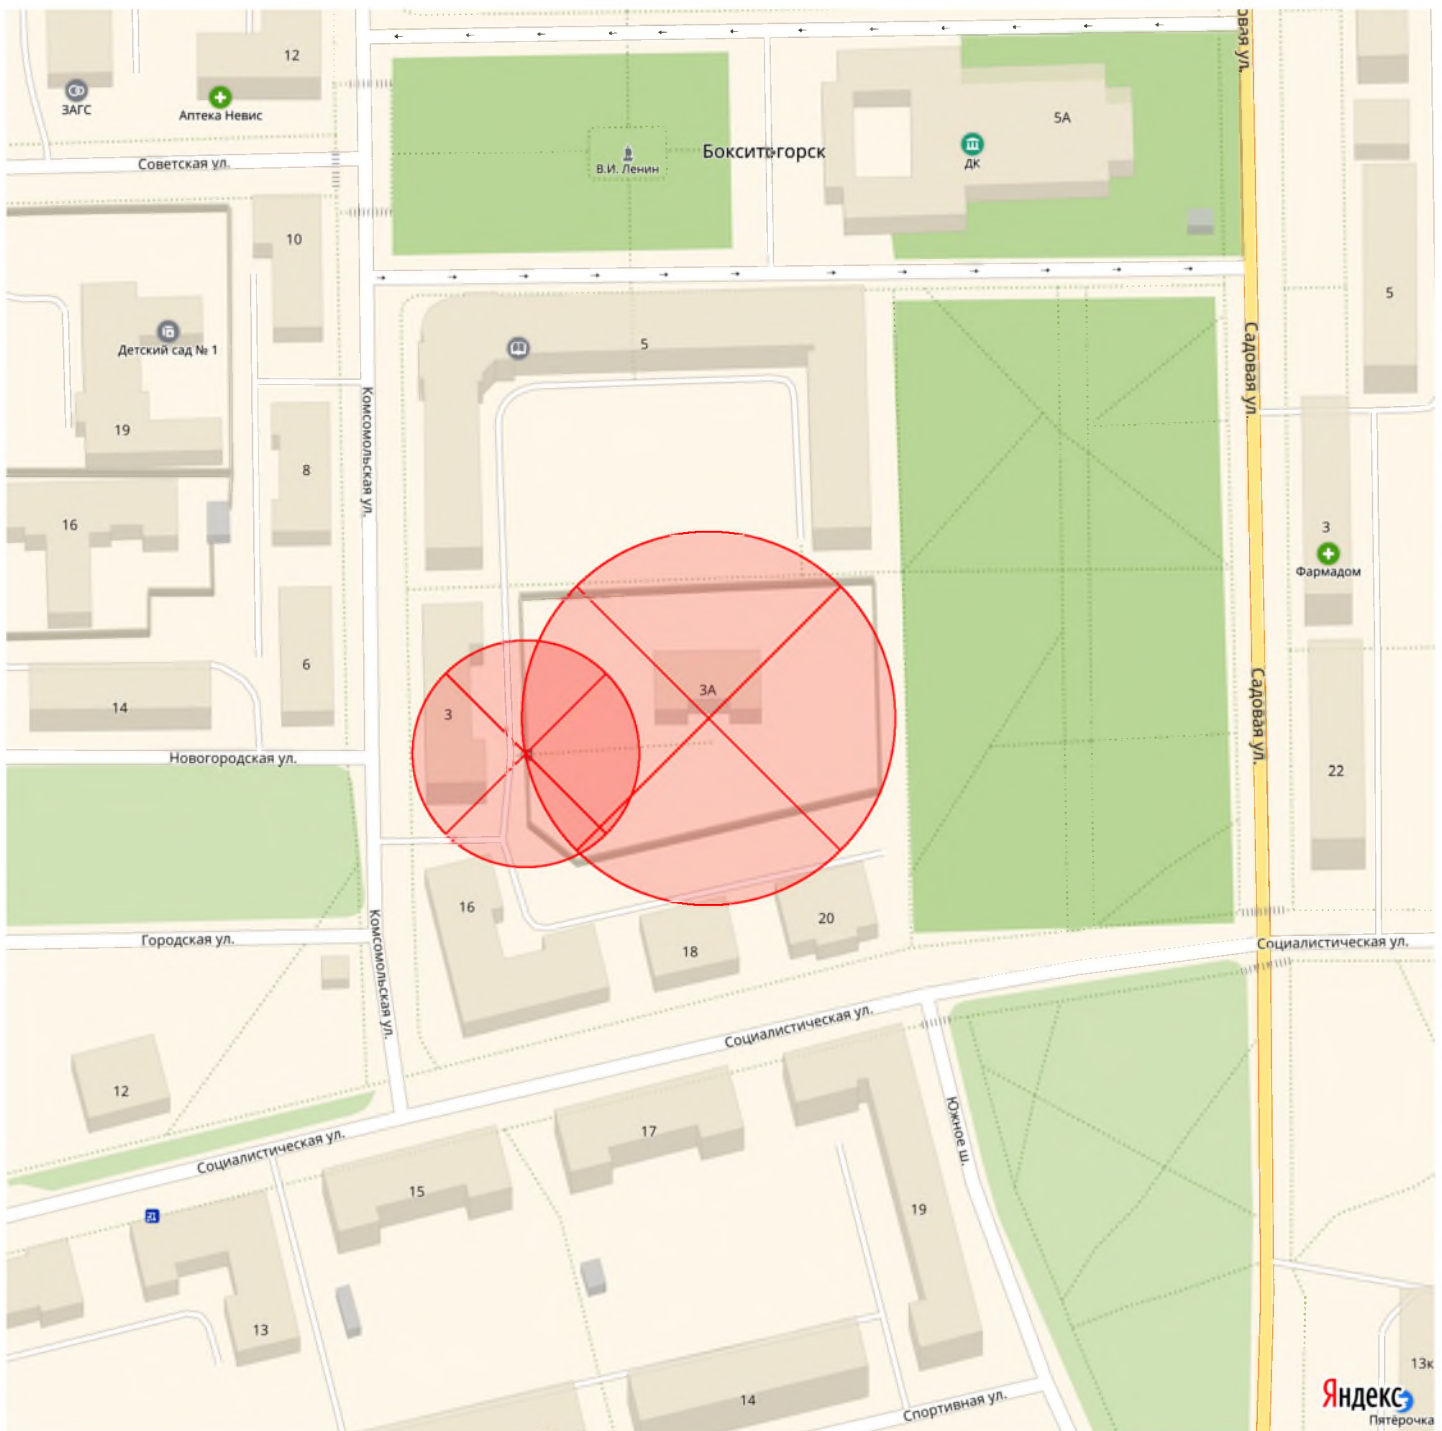 овая ул.
12
ЗАГС
Аптека Невис
5А
Бокситогорск
ДК
В.И. Ленин
Советская ул.
10
5
Детский сад № 1
5
Садовая ул.
Комсомольская ул.
19
8
16
3
Фармадом
6
3А
14
3
Садовая ул.
Новогородская ул.
22
16
20
18
Городская ул.
Социалистическая ул.
Комсомольская ул.
Социалистическая ул.
12
17
Южное ш.
Социалистическая ул.
15
19
13
13к
14
Спортивная ул.
Яндекс
Пятёрочка